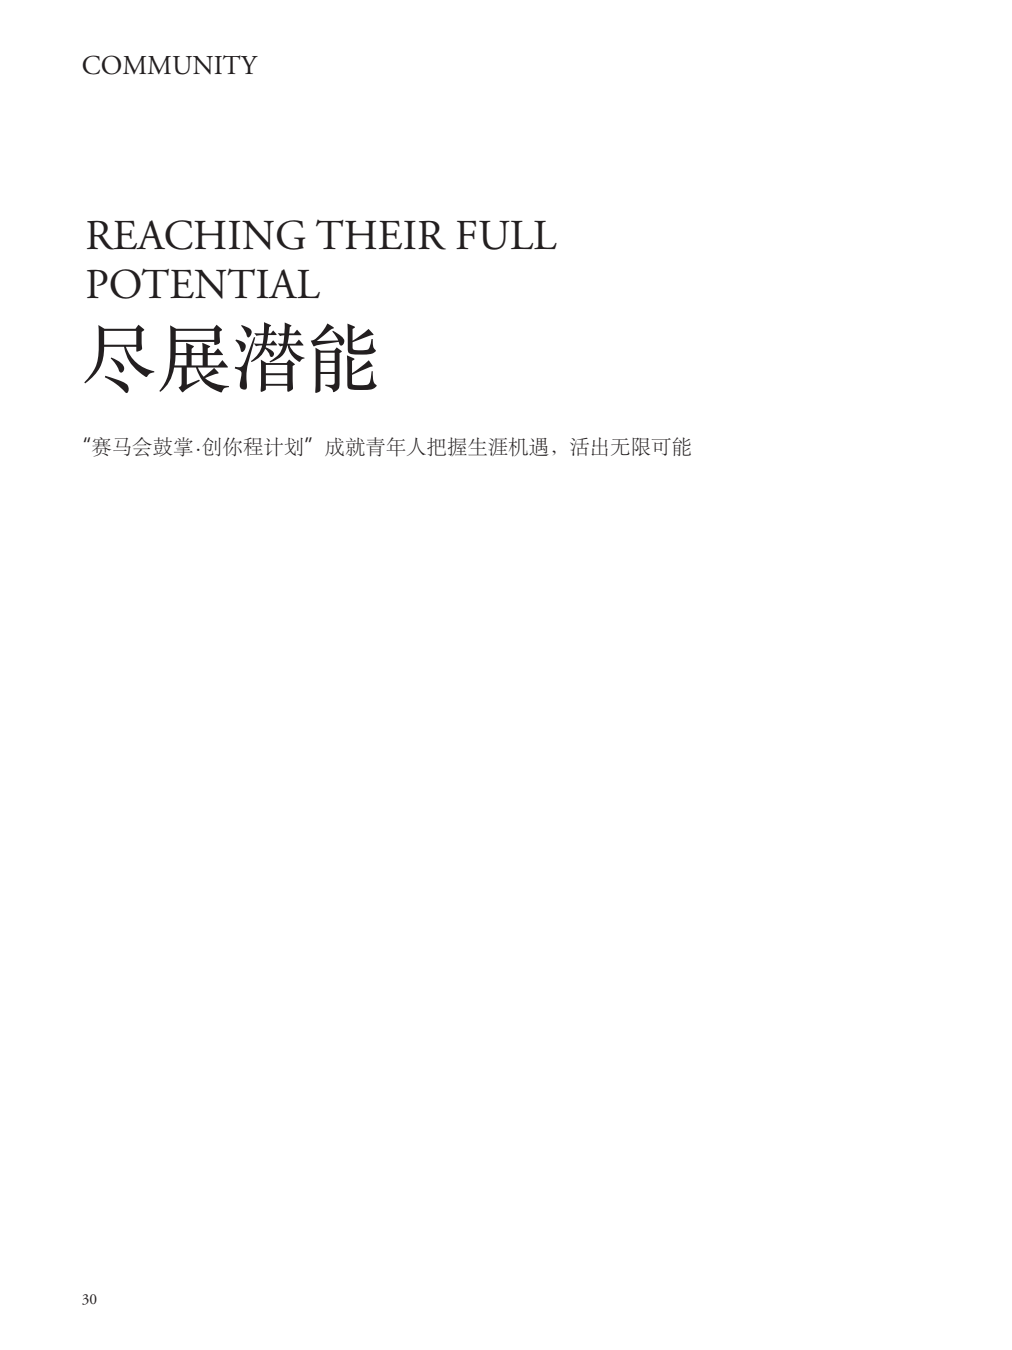 COMMUNITY
REACHING THEIR FULL
POTENTIAL
尽展潜能
“赛马会鼓掌·创你程计划”成就青年人把握生涯机遇，活出无限可能
30